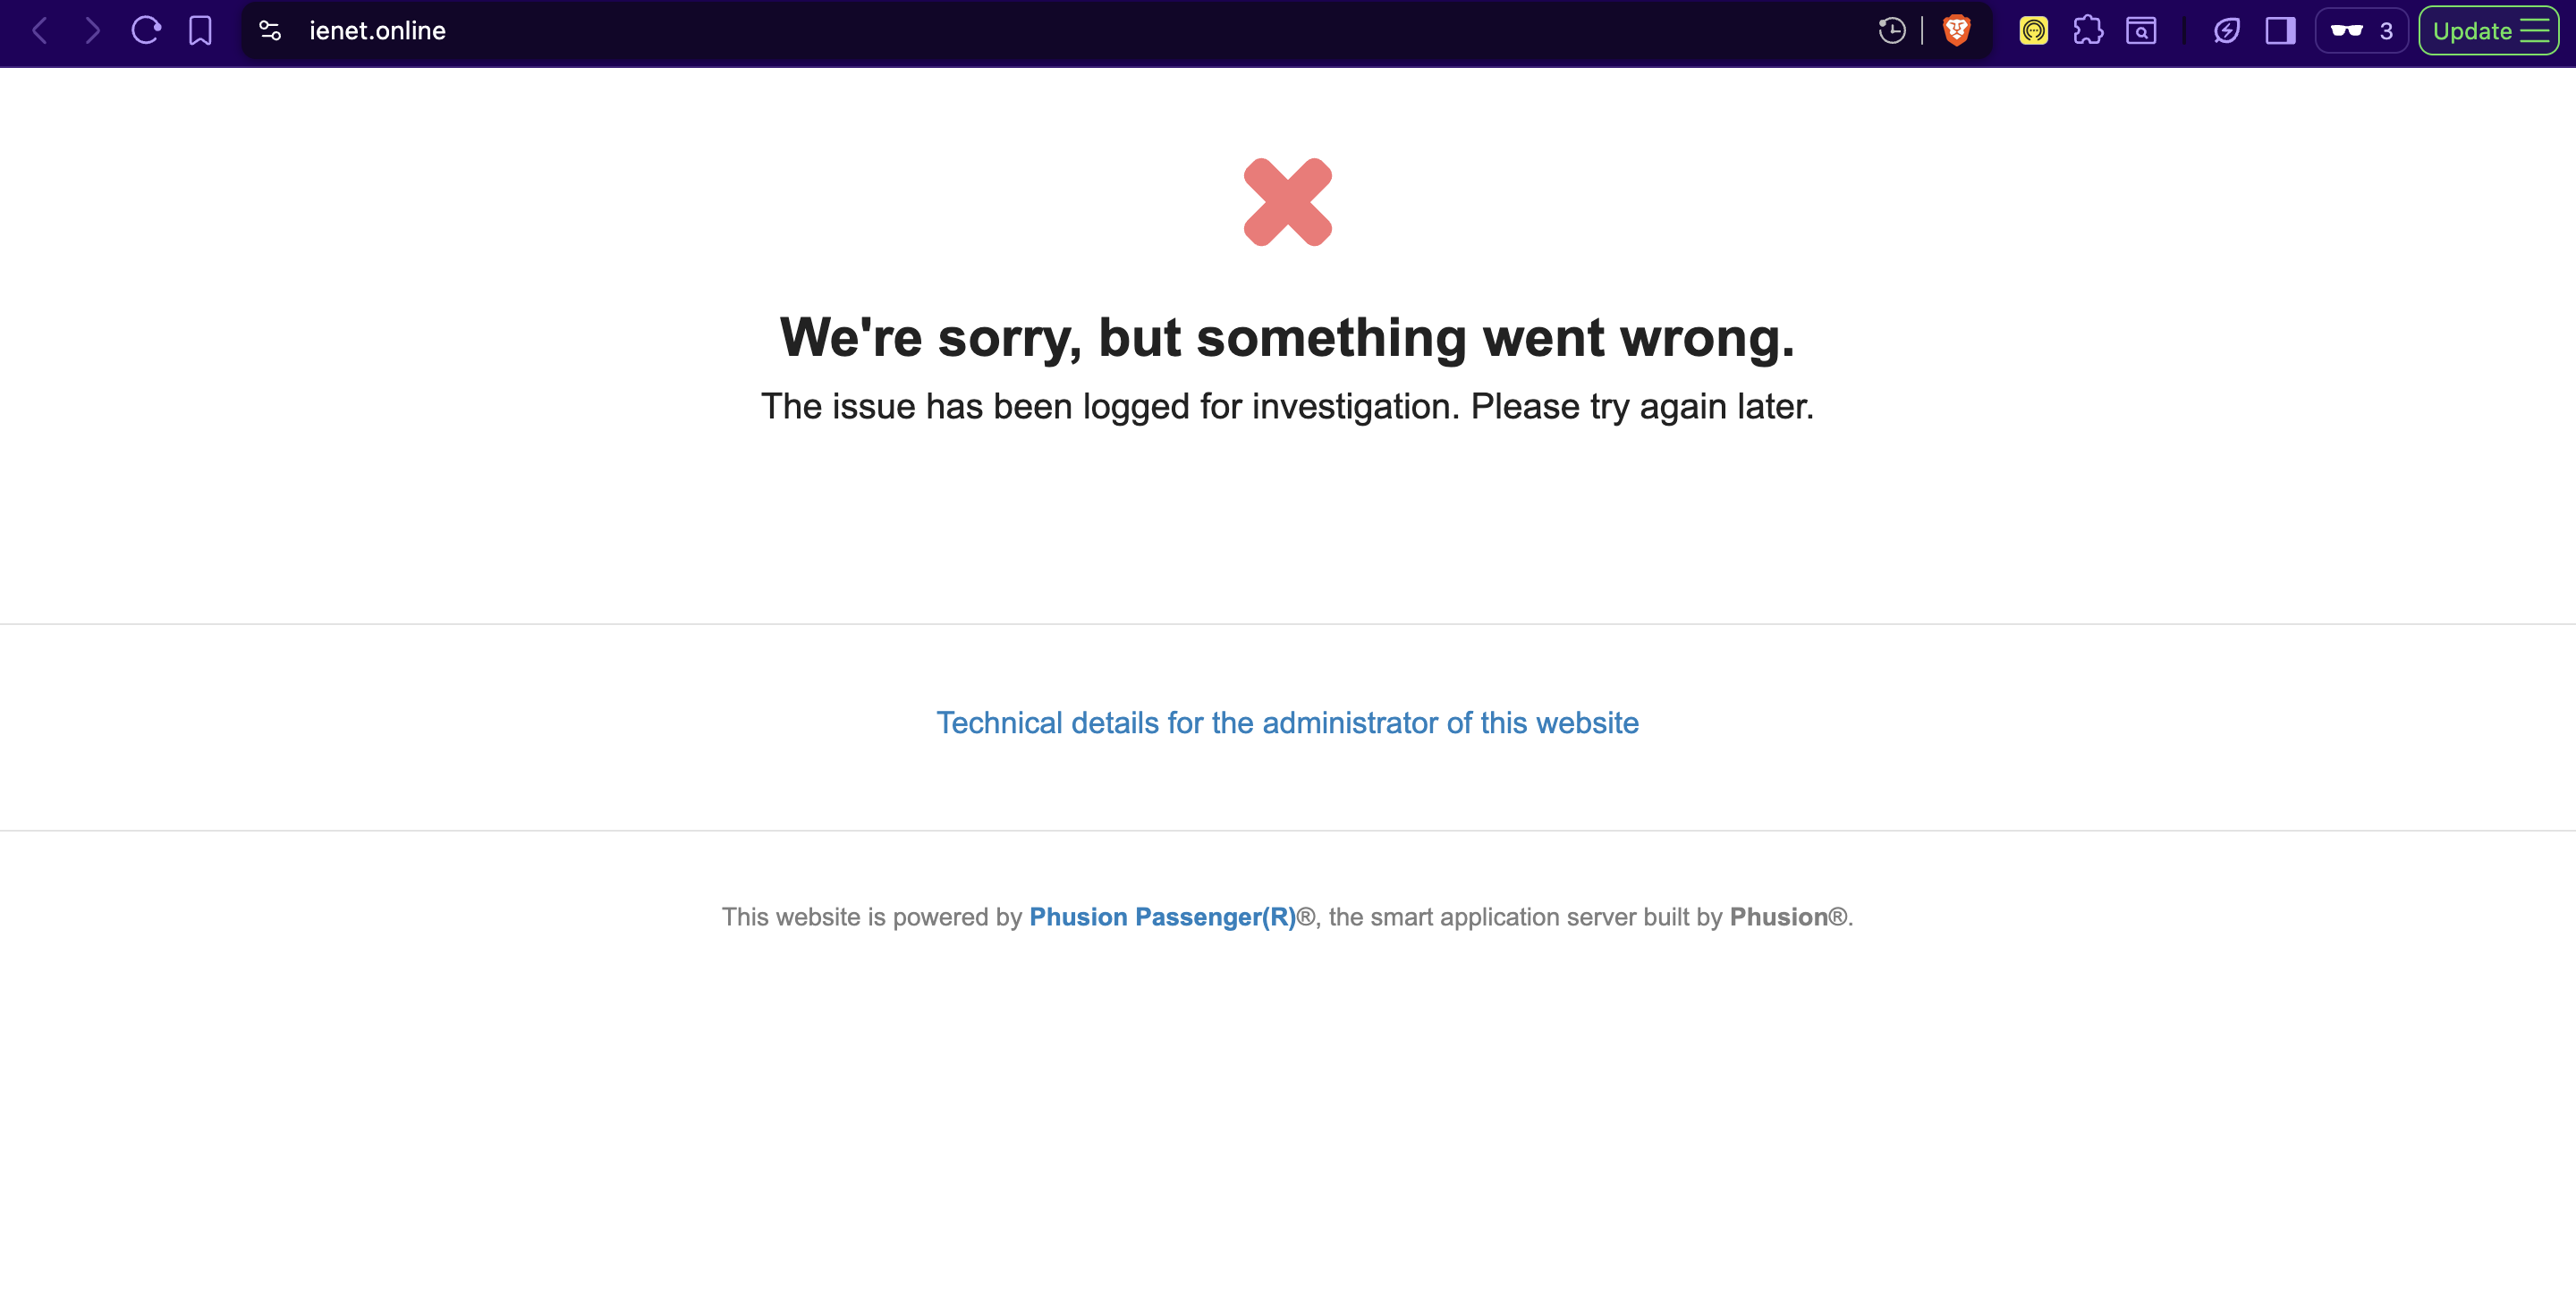 ienet.online
3
Update
We're sorry, but something went wrong.
The issue has been logged for investigation. Please try again later.
Technical details for the administrator of this website
This website is powered by Phusion Passenger(R)®, the smart application server built by Phusion®.